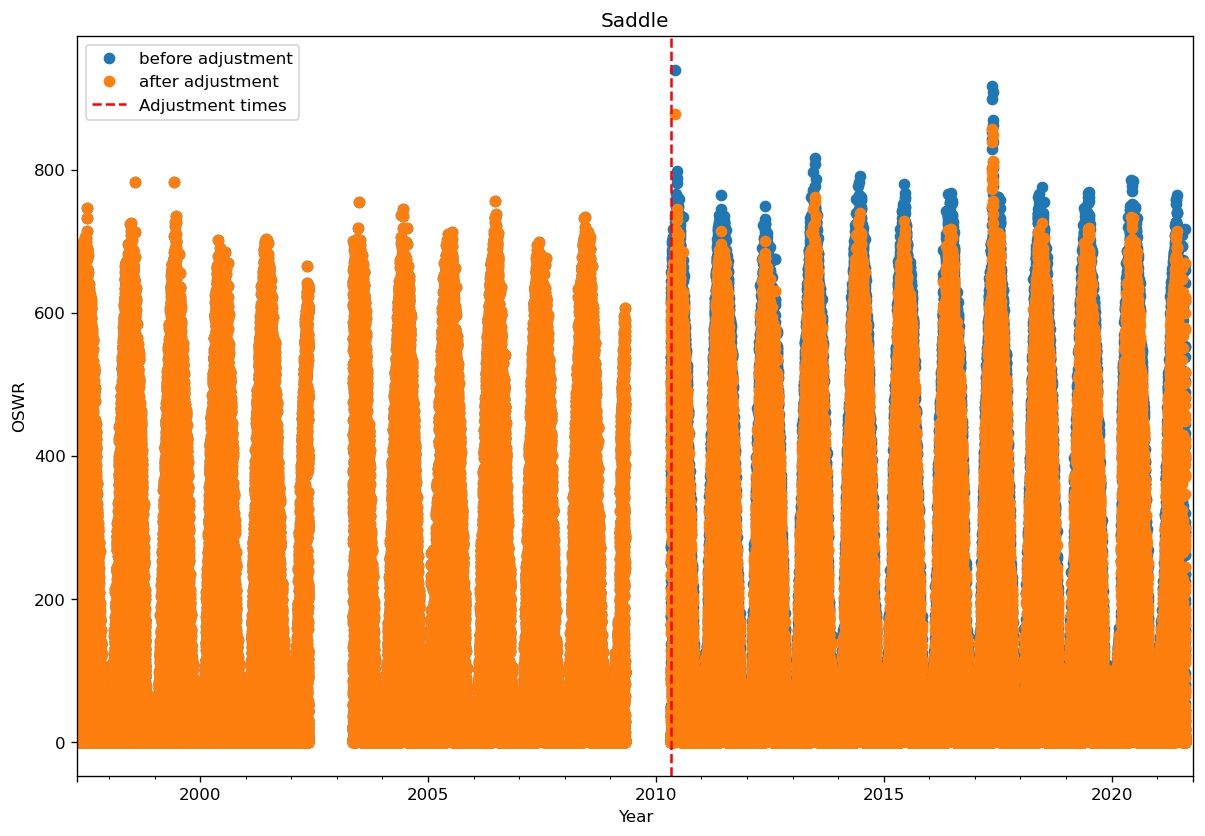 Saddle
before adjustment
after adjustment
Adjustment times
800
600
400
200
0
OSWR
2000 2005 2010 2015 2020
Year